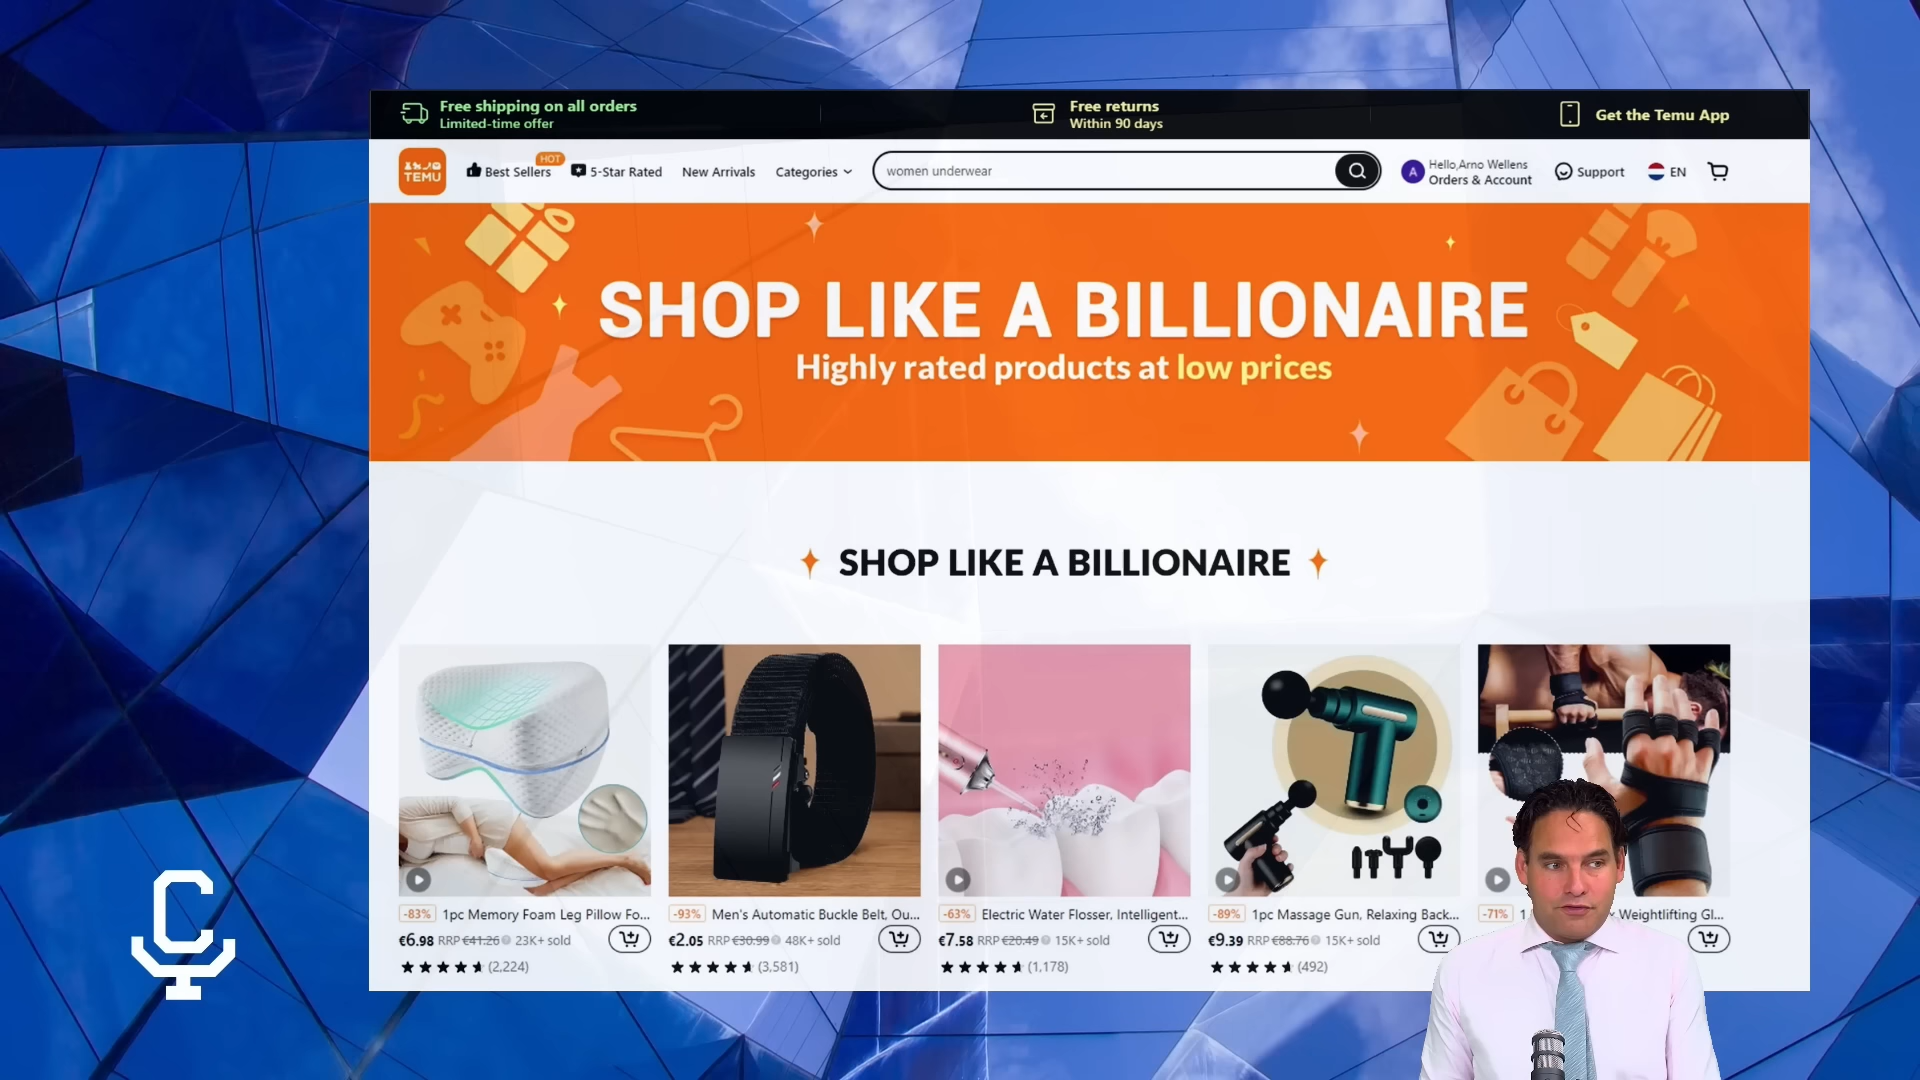 Free shipping on all orders
Limited-time offer
Free returns
Within 90 days
Get the Temu App
TEMU
Best Sellers
HOT
5-Star Rated
New Arrivals
Categories
women underwear
A
Hello,Arno Wellens
Orders & Account
Support
EN
SHOP LIKE A BILLIONAIRE
Highly rated products at low prices
SHOP LIKE A BILLIONAIRE
-83% 1pc Memory Foam Leg Pillow Fo...
€6.98 RRP €41.26 23K+ sold
(2,224)
-93% Men's Automatic Buckle Belt, Ou...
€2.05 RRP €30.99 48K+ sold
(3,581)
-63% Electric Water Flosser, Intelligent...
€7.58 RRP €20.49 15K+ sold
(1,178)
-89% 1pc Massage Gun, Relaxing Back...
€9.39 RRP €88.76 15K+ sold
(492)
-71% Weightlifting Gl...